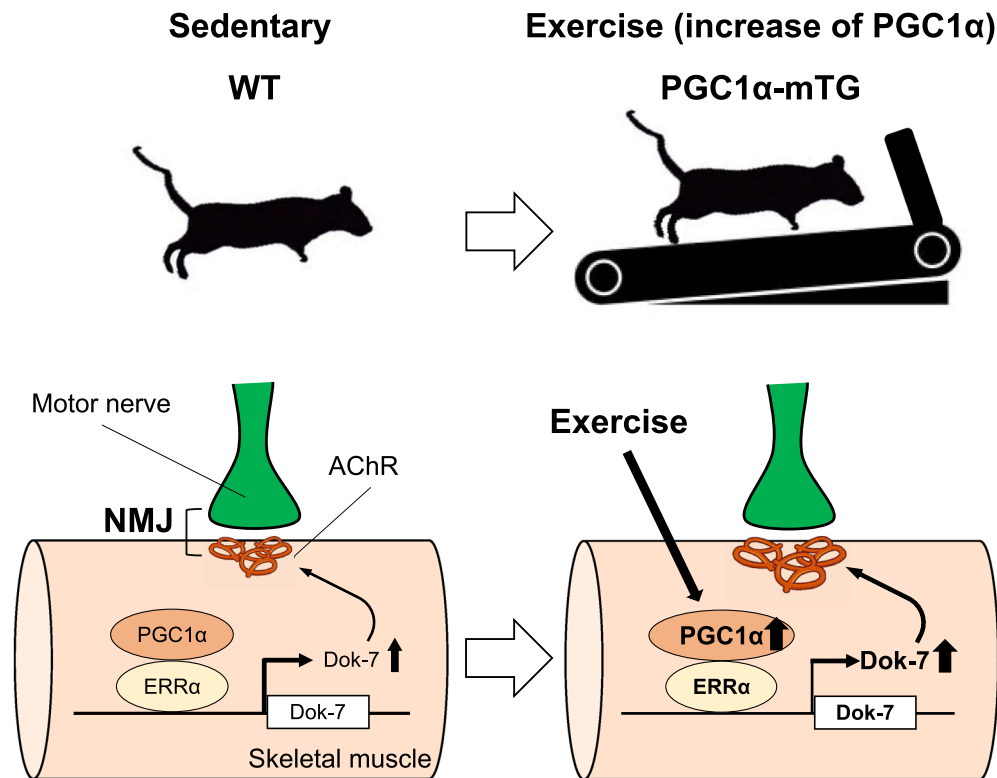 Sedentary
Exercise (increase of PGC1α)
WT
PGC1α-mTG
Motor nerve
AChR
NMJ
PGC1α
ERRα
Dok-7
Dok-7
Skeletal muscle
Exercise
PGC1α
ERRα
Dok-7
Dok-7